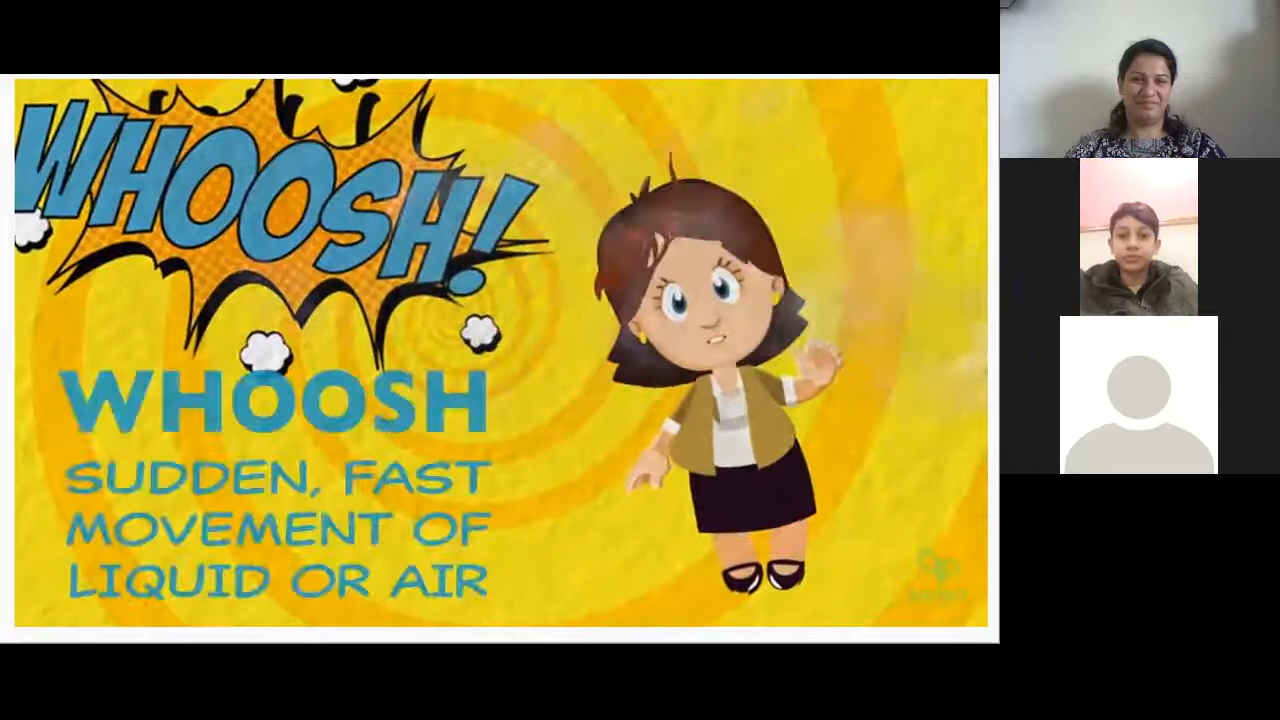 WHOOSH!
WHOOSH
SUDDEN, FAST
MOVEMENT OF
LIQUID OR AIR